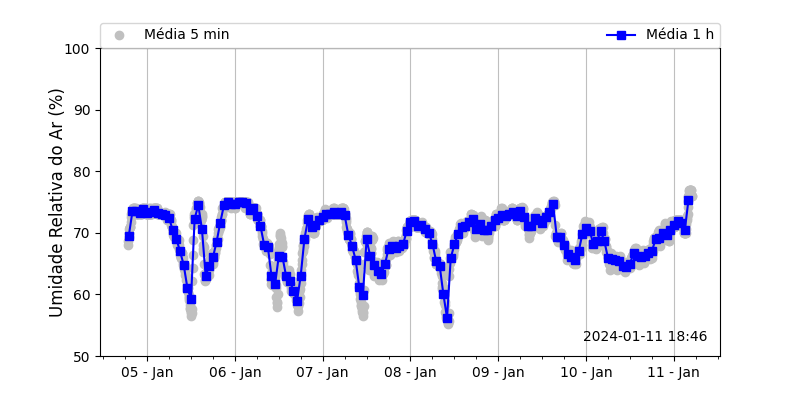 Média 5 min
Média 1 h
100
90
80
70
60
50
Umidade Relativa do Ar (%)
2024-01-11 18:46
05 - Jan
06 - Jan
07 - Jan
08 - Jan
09 - Jan
10 - Jan
11 - Jan